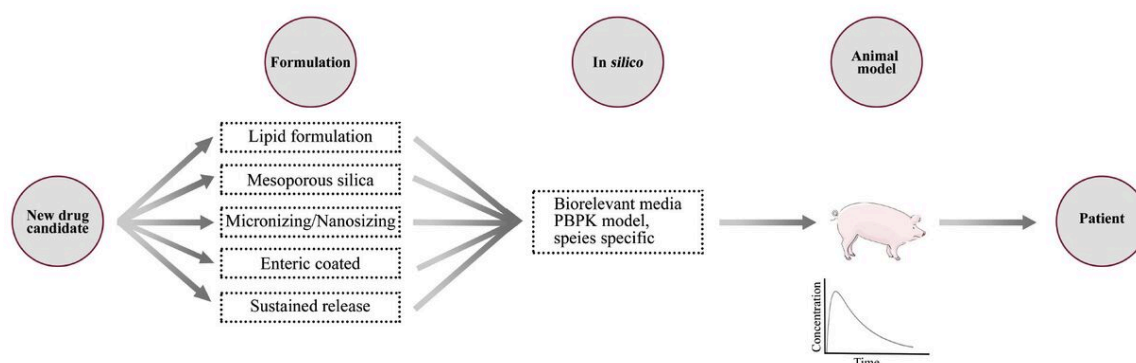 Formulation
In silico
Animal
model
New drug
candidate
Lipid formulation
Mesoporous silica
Micronizing/Nanosizing
Enteric coated
Sustained release
Biorelevant media
PBPK model,
speies specific
Patient
Concentration
Time